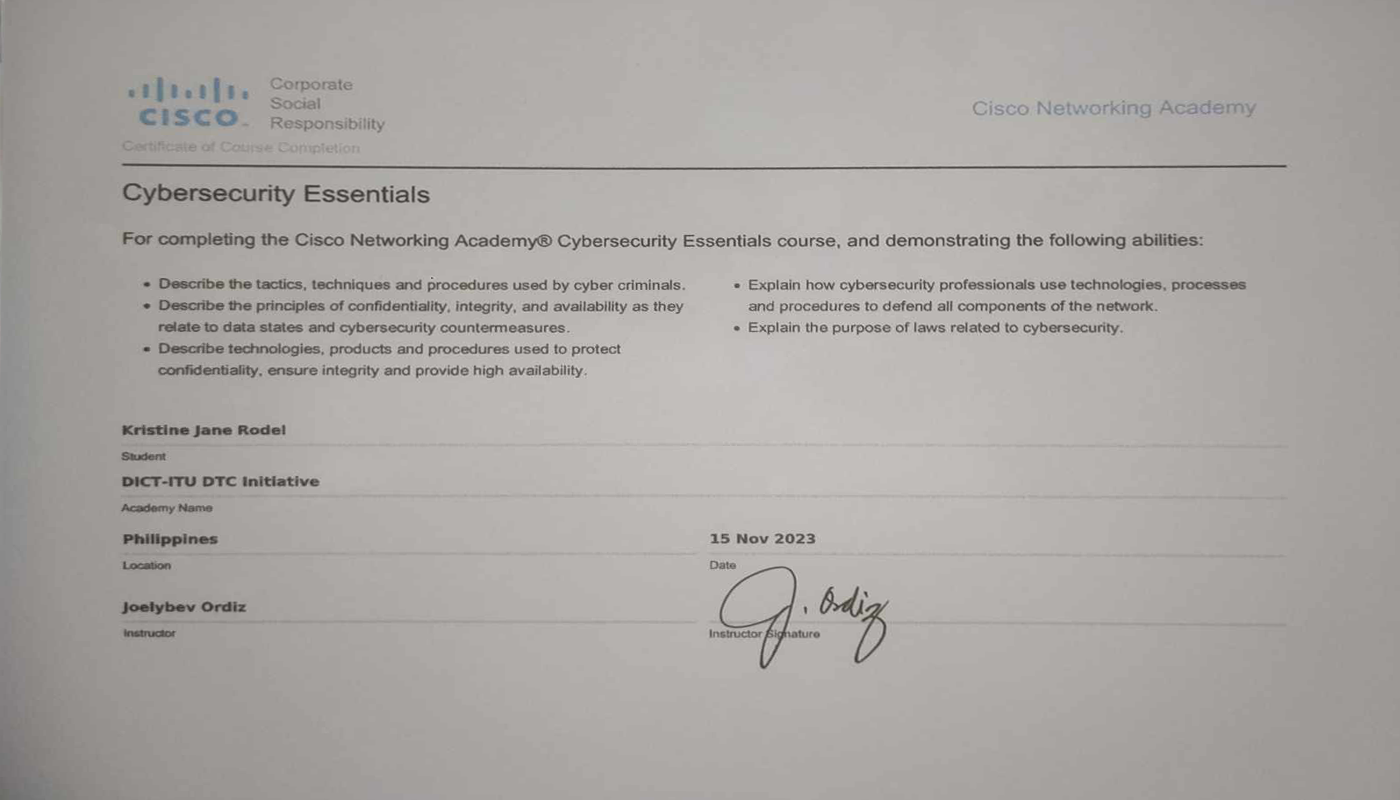 CISCO
Corporate
Social
Responsibility
Cisco Networking Academy
Certificate of Course Completion
Cybersecurity Essentials
For completing the Cisco Networking Academy® Cybersecurity Essentials course, and demonstrating the following abilities:
• Describe the tactics, techniques and procedures used by cyber criminals.
• Describe the principles of confidentiality, integrity, and availability as they
relate to data states and cybersecurity countermeasures.
• Describe technologies, products and procedures used to protect
confidentiality, ensure integrity and provide high availability.
• Explain how cybersecurity professionals use technologies, processes
and procedures to defend all components of the network.
• Explain the purpose of laws related to cybersecurity.
Kristine Jane Rodel
Student
DICT-ITU DTC Initiative
Academy Name
Philippines
Location
15 Nov 2023
Date
Joelybev Ordiz
Instructor
J. Ordiz
Instructor Signature